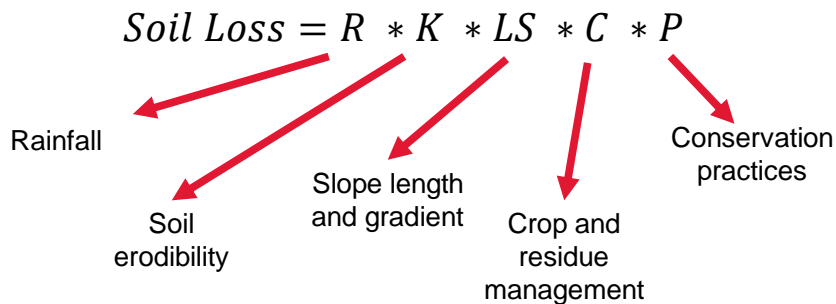 Soil Loss = R * K * LS * C * P
Rainfall
Soil
erodibility
Slope length
and gradient
Crop and
residue
management
Conservation
practices